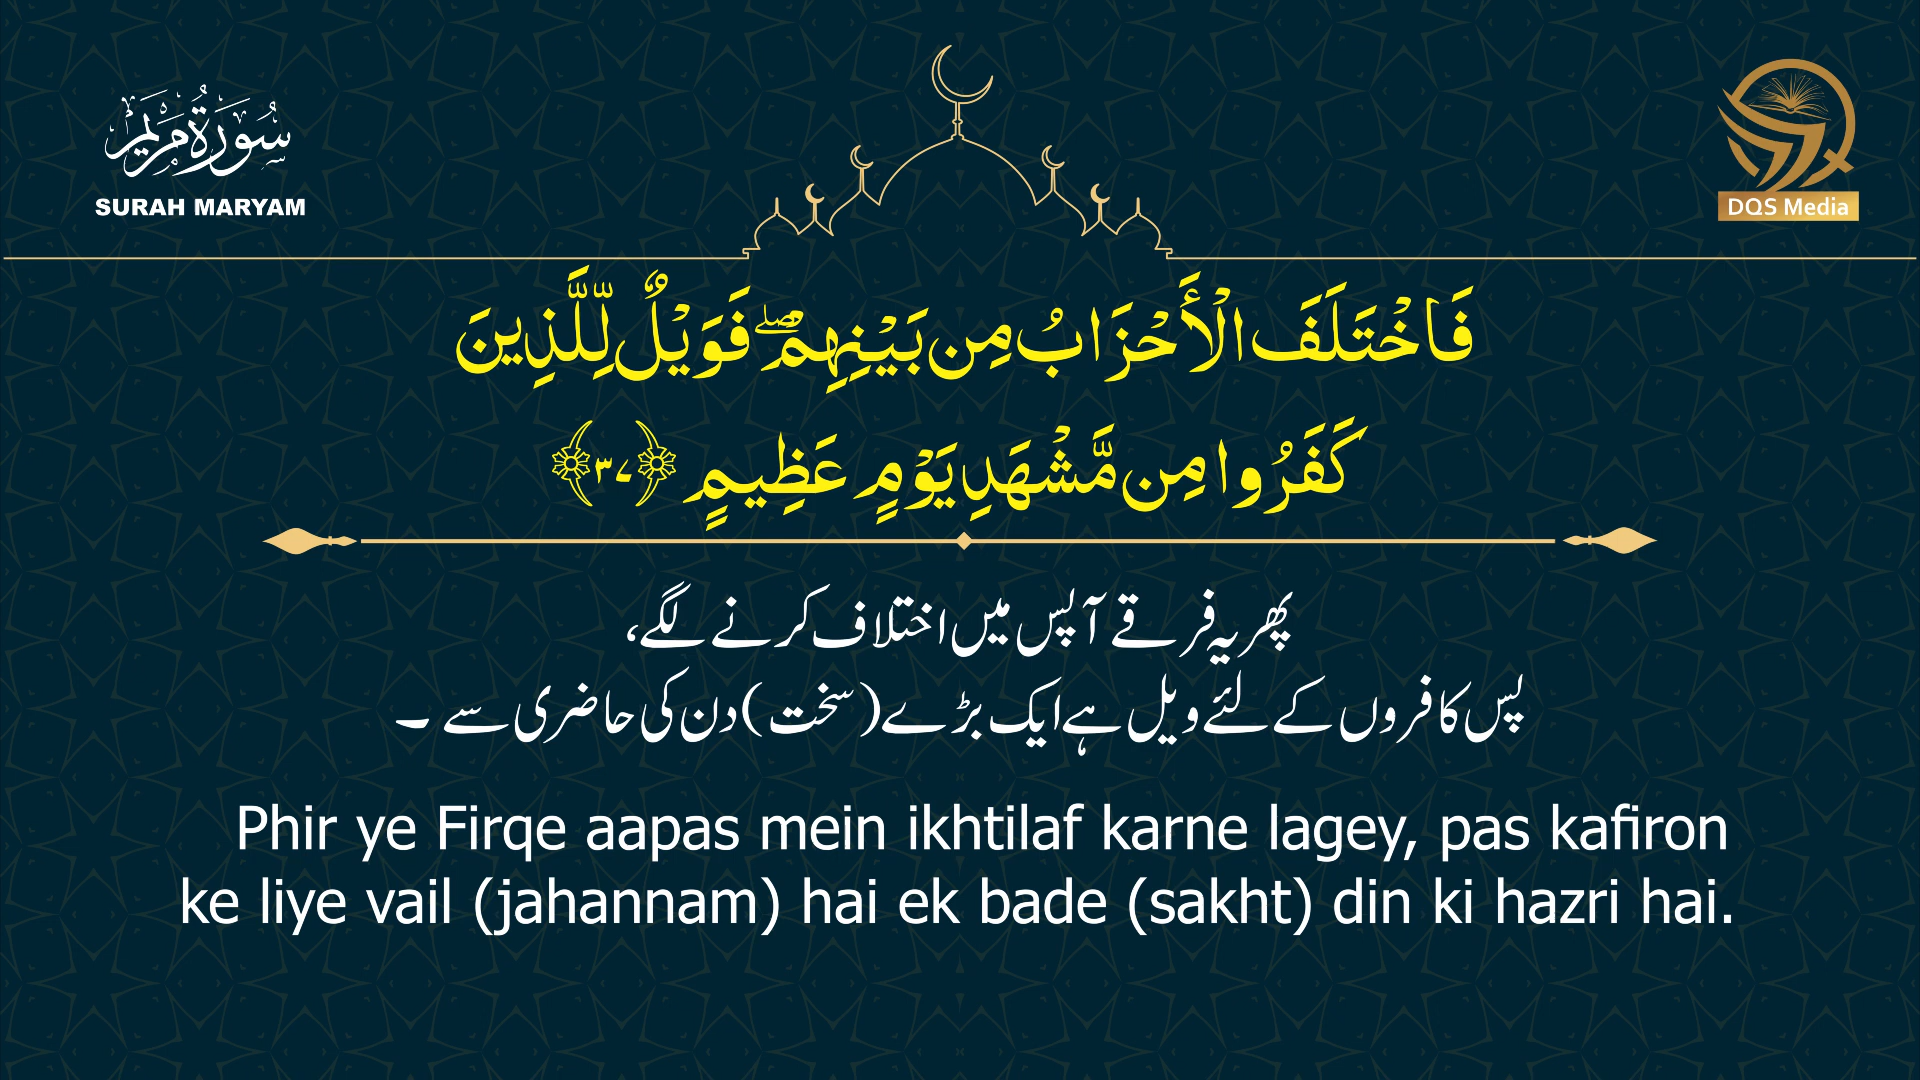 سُورَةُ مَرْيَم
SURAH MARYAM
DQS Media
فَاخْتَلَفَ الْأَحْزَابُ مِن بَيْنِهِمْ ۖ فَوَيْلٌ لِّلَّذِينَ
كَفَرُوا مِن مَّشْهَدِ يَوْمٍ عَظِيمٍ ﴿٣٧﴾
پھر یہ فرقے آپس میں اختلاف کرنے لگے،
پس کافروں کے لئے ویل ہے ایک بڑے (سخت) دن کی حاضری سے ۔
Phir ye Firqe aapas mein ikhtilaf karne lagey, pas kafiron
ke liye vail (jahannam) hai ek bade (sakht) din ki hazri hai.